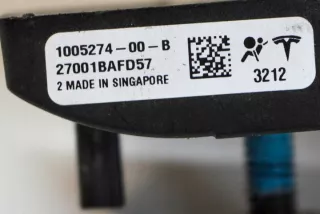 1005274-00-B
27001BAFD57
2 MADE IN SINGAPORE
3212